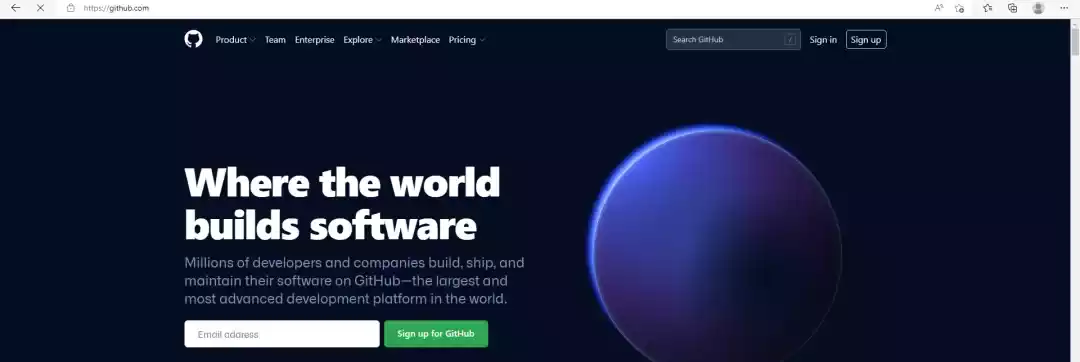 https://github.com
Product Team Enterprise Explore Marketplace Pricing Search GitHub / Sign in Sign up
Where the world
builds software
Millions of developers and companies build, ship, and
maintain their software on GitHub—the largest and
most advanced development platform in the world.
Email address Sign up for GitHub